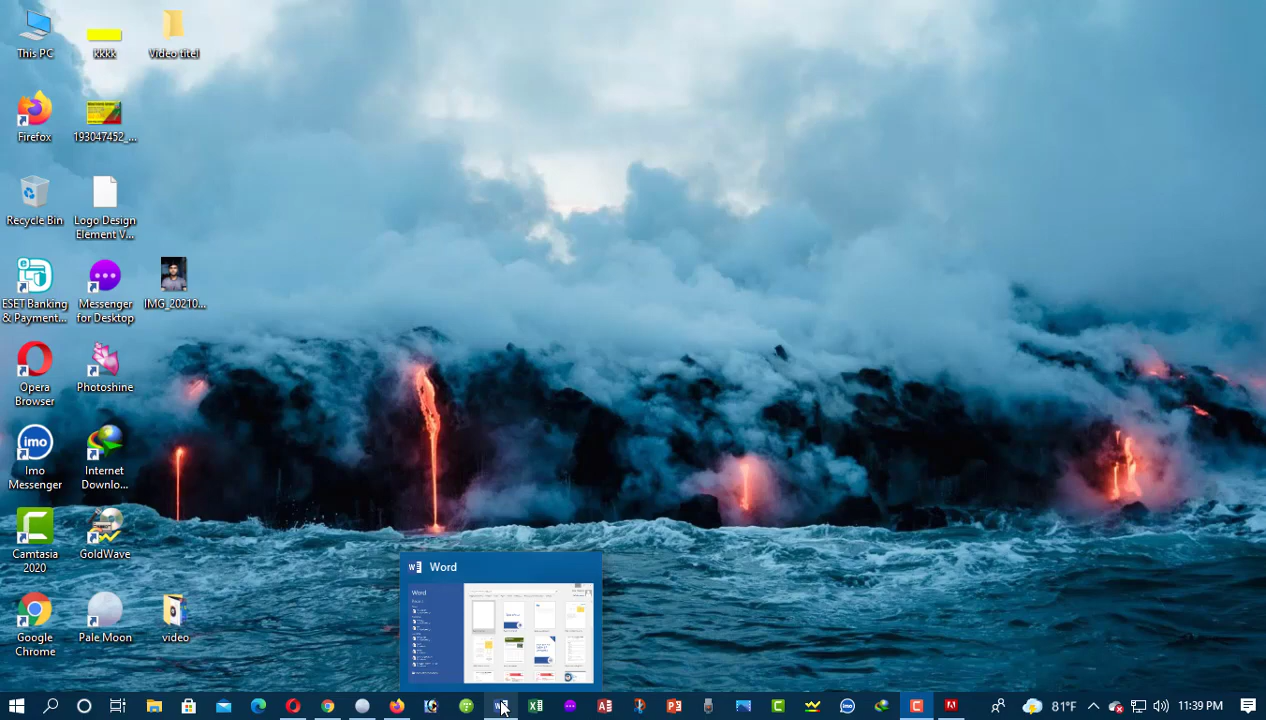 This PC
kkkk
Video titel
Firefox
193047452_...
Recycle Bin
Logo Design
Element V...
ESET Banking
& Payment...
Messenger
for Desktop
IMG_20210...
Opera
Browser
Photoshine
imo
Imo
Messenger
Internet
Downlo...
Camtasia
2020
GoldWave
Google
Chrome
Pale Moon
video
Word
Word
81°F
11:39 PM